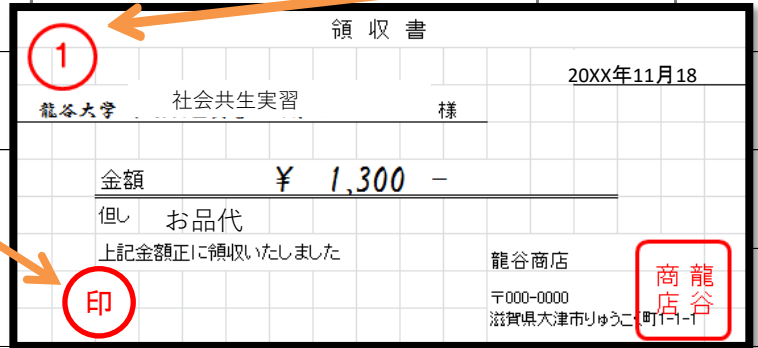 領収書
1
20XX年11月18
龍谷大学 社会共生実習 様
金額 ¥ 1,300 −
但し お品代
上記金額正に領収いたしました
龍谷商店
印
龍谷商店
〒000-0000
滋賀県大津市りゅうこく町1-1-1